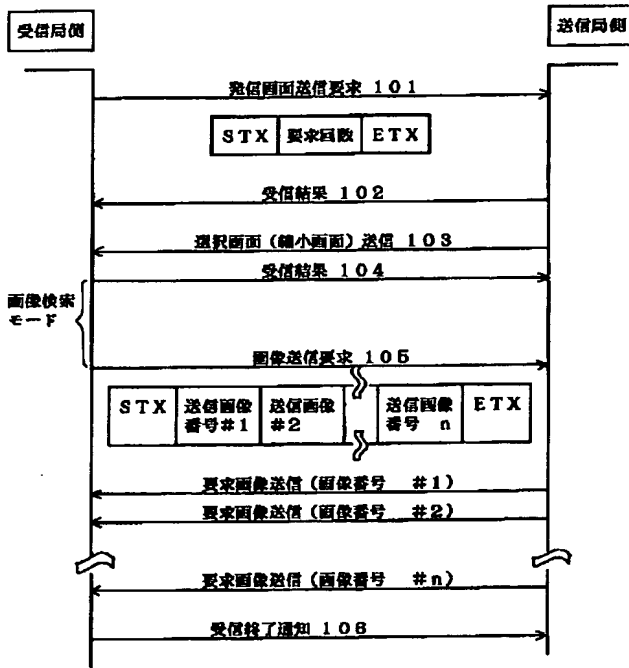 受信局側
送信局側
発信画面送信要求 101
STX 要求回数 ETX
受信結果 102
選択画面(縮小画面)送信 103
受信結果 104
画像検索
モード
画像送信要求 105
STX 送信画像 送信画像 送信画像 ETX
番号#1 #2 番号 n
要求画像送信(画像番号 #1)
要求画像送信(画像番号 #2)
要求画像送信(画像番号 #n)
受信終了通知 106